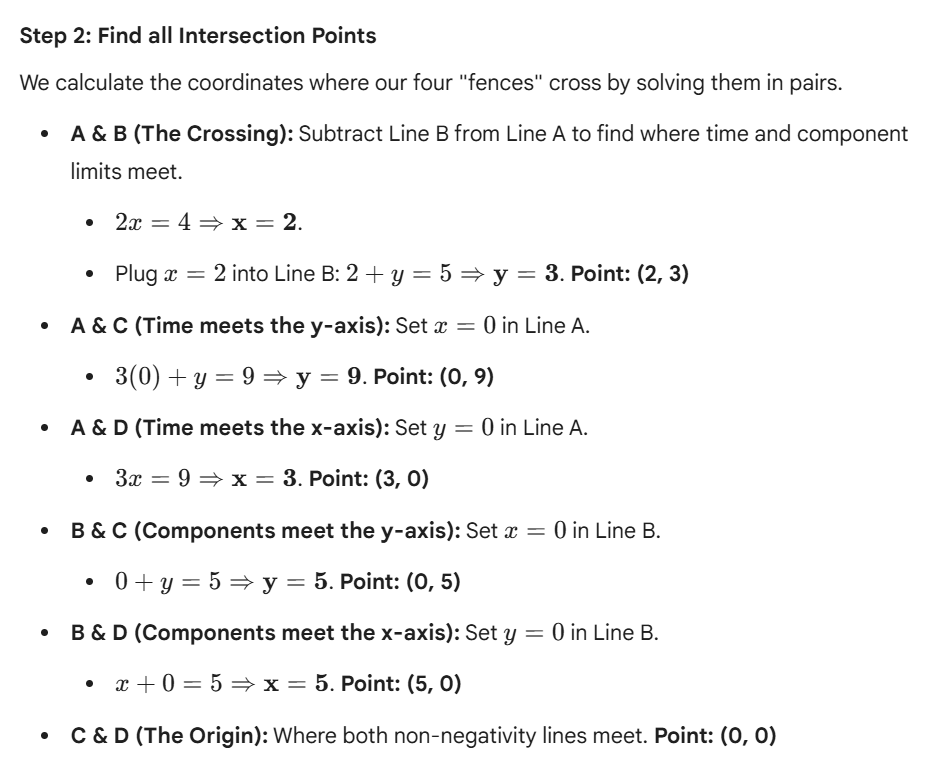 Step 2: Find all Intersection Points
We calculate the coordinates where our four "fences" cross by solving them in pairs.
• A & B (The Crossing): Subtract Line B from Line A to find where time and component
limits meet.
• 2x = 4 ⇒ x = 2.
• Plug x = 2 into Line B: 2 + y = 5 ⇒ y = 3. Point: (2, 3)
• A & C (Time meets the y-axis): Set x = 0 in Line A.
• 3(0) + y = 9 ⇒ y = 9. Point: (0, 9)
• A & D (Time meets the x-axis): Set y = 0 in Line A.
• 3x = 9 ⇒ x = 3. Point: (3, 0)
• B & C (Components meet the y-axis): Set x = 0 in Line B.
• 0 + y = 5 ⇒ y = 5. Point: (0, 5)
• B & D (Components meet the x-axis): Set y = 0 in Line B.
• x + 0 = 5 ⇒ x = 5. Point: (5, 0)
• C & D (The Origin): Where both non-negativity lines meet. Point: (0, 0)